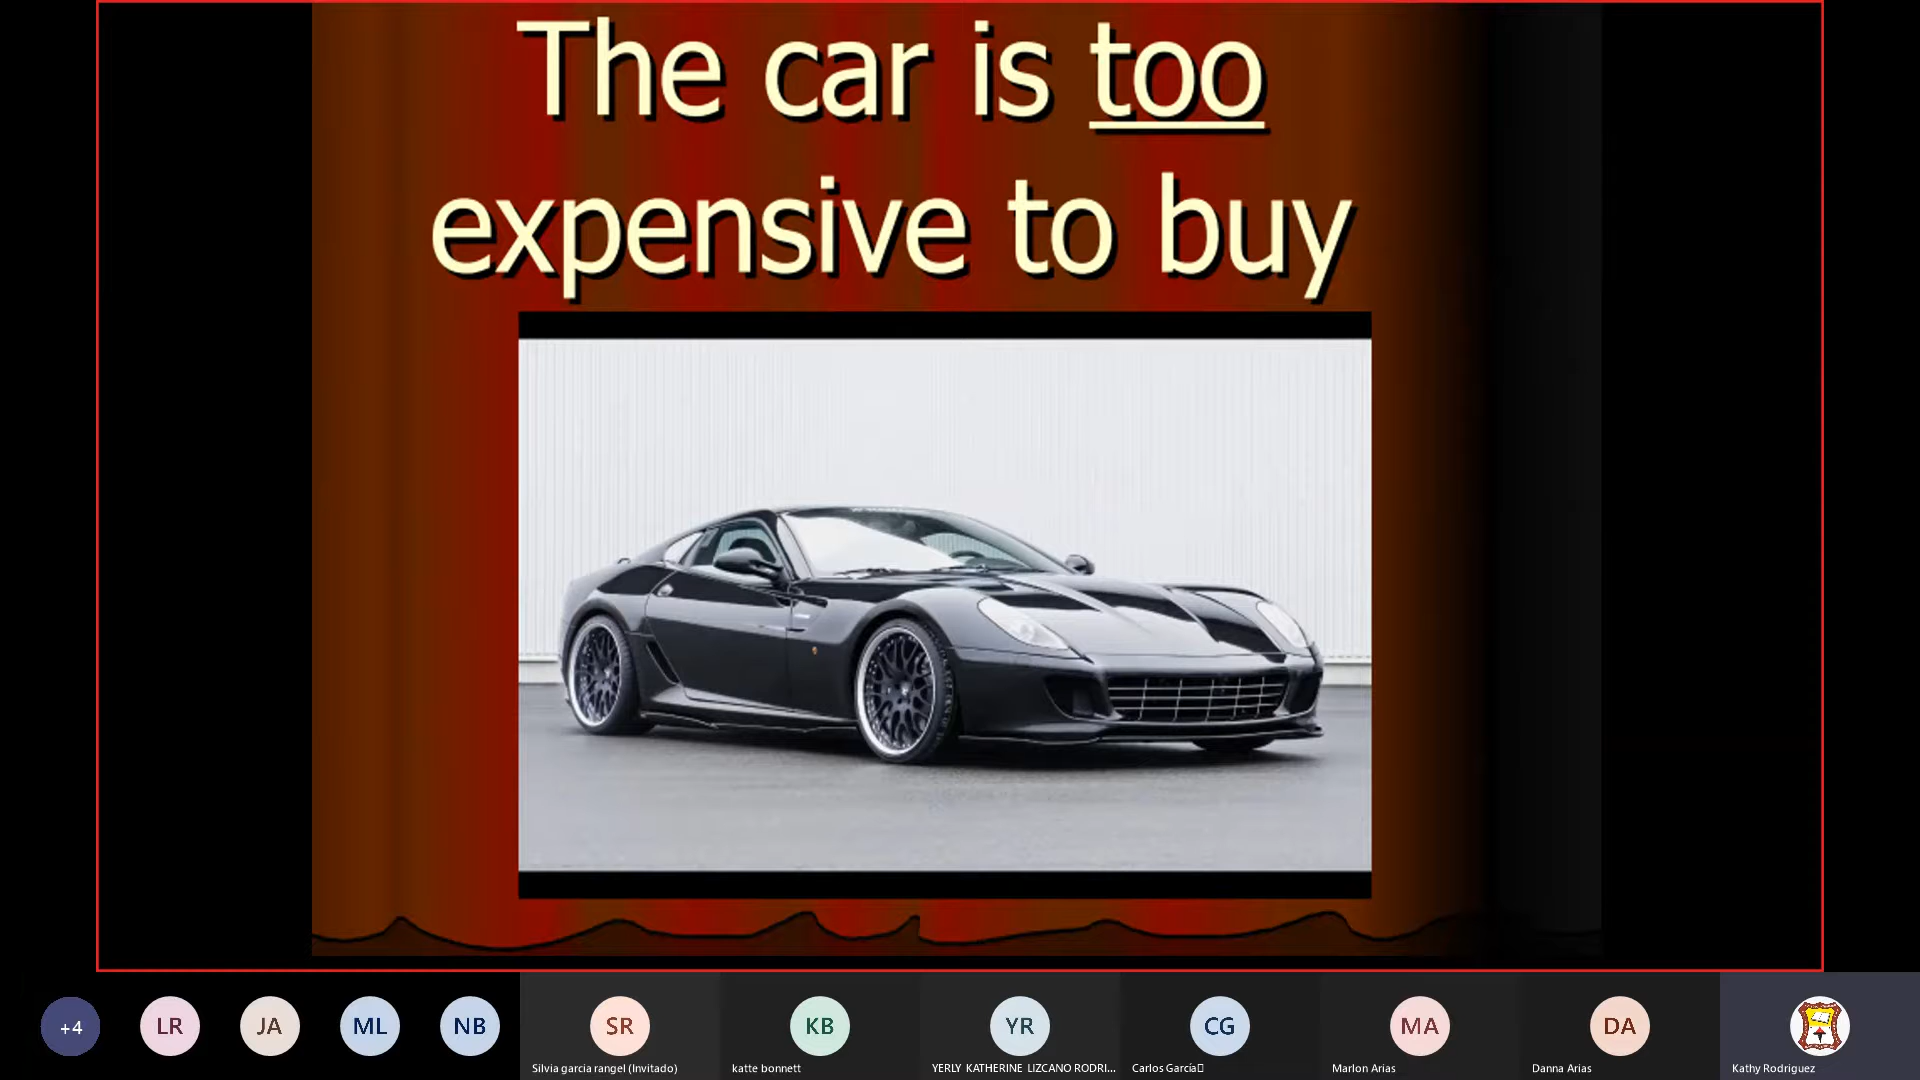 The car is too
expensive to buy
+4
LR
JA
ML
NB
SR
KB
YR
CG
MA
DA
Silvia garcia rangel (Invitado)
katte bonnett
YERLY KATHERINE LIZCANO RODRI...
Carlos García
Marlon Arias
Danna Arias
Kathy Rodriguez